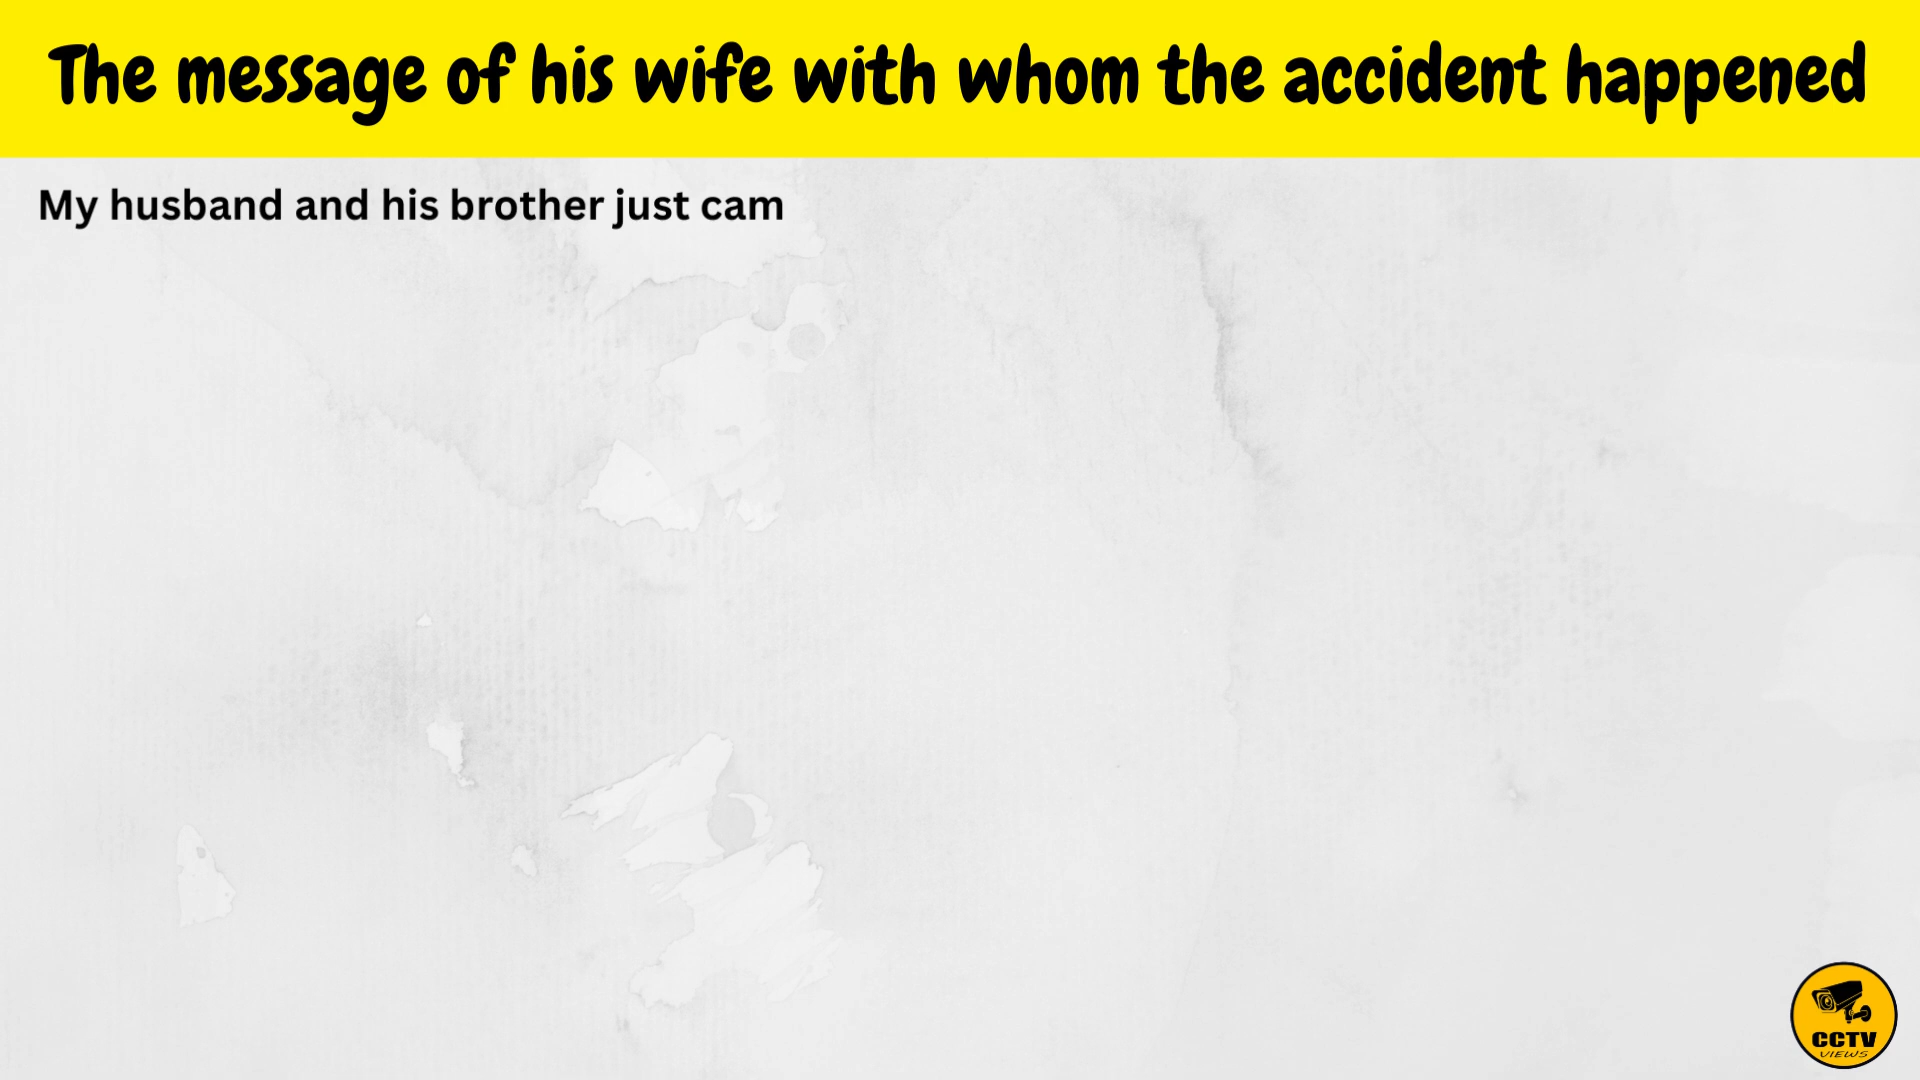 The message of his wife with whom the accident happened
My husband and his brother just cam
CCTV
VIEWS